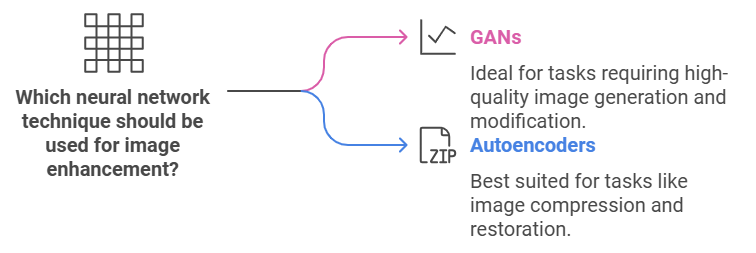 Which neural network
technique should be
used for image
enhancement?
GANs
Ideal for tasks requiring high-
quality image generation and
modification.
ZIP
Autoencoders
Best suited for tasks like
image compression and
restoration.